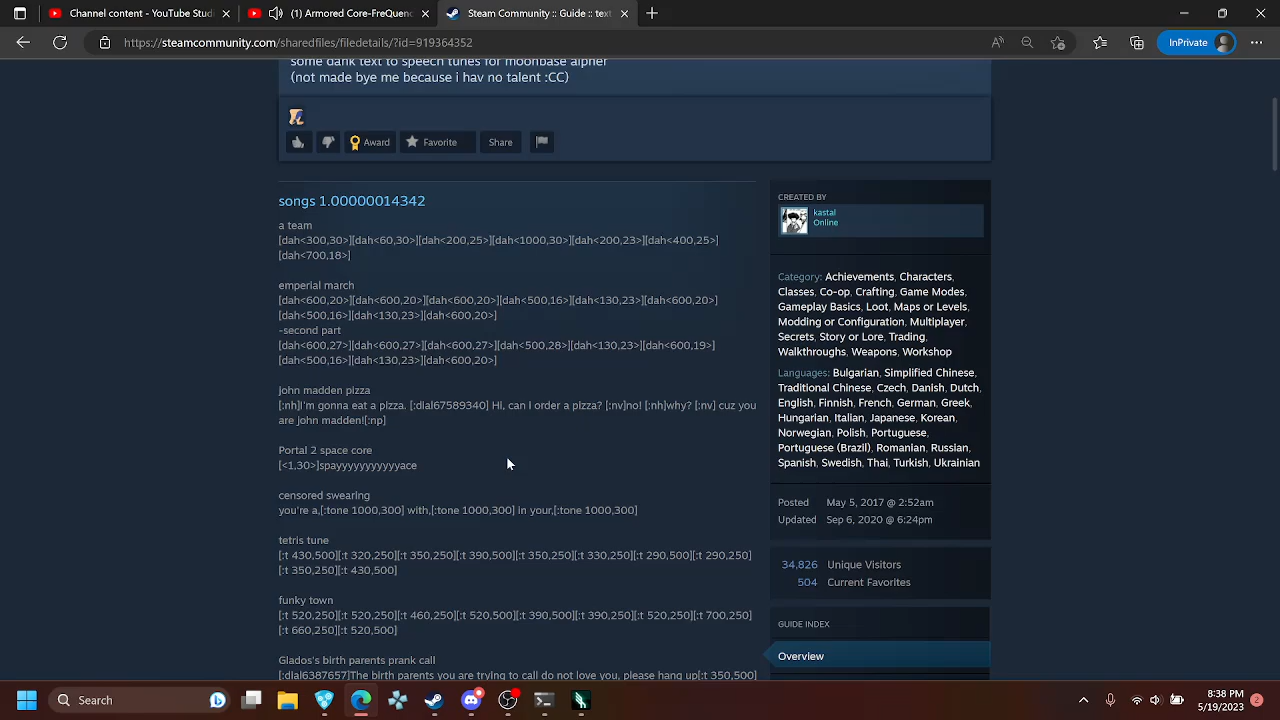 Channel content - YouTube Studi
(1) Armored Core-FreQuenc
Steam Community :: Guide :: text
https://steamcommunity.com/sharedfiles/filedetails/?id=919364352
InPrivate
some dank text to speech tunes for moonbase alpher
(not made bye me because i hav no talent :CC)
Award
Favorite
Share
songs 1.00000014342
a team
[dah<300,30>][dah<60,30>][dah<200,25>][dah<1000,30>][dah<200,23>][dah<400,25>]
[dah<700,18>]
emperial march
[dah<600,20>][dah<600,20>][dah<600,20>][dah<500,16>][dah<130,23>][dah<600,20>]
[dah<500,16>][dah<130,23>][dah<600,20>]
-second part
[dah<600,27>][dah<600,27>][dah<600,27>][dah<500,28>][dah<130,23>][dah<600,19>]
[dah<500,16>][dah<130,23>][dah<600,20>]
john madden pizza
[:nh]I'm gonna eat a pizza. [:dial67589340] Hi, can i order a pizza? [:nv]no! [:nh]why? [:nv] cuz you
are john madden![:np]
Portal 2 space core
[<1,30>]spayyyyyyyyyyyace
censored swearing
you're a,[:tone 1000,300] with,[:tone 1000,300] in your,[:tone 1000,300]
tetris tune
[:t 430,500][:t 320,250][:t 350,250][:t 390,500][:t 350,250][:t 330,250][:t 290,500][:t 290,250]
[:t 350,250][:t 430,500]
funky town
[:t 520,250][:t 520,250][:t 460,250][:t 520,500][:t 390,500][:t 390,250][:t 520,250][:t 700,250]
[:t 660,250][:t 520,500]
Glados's birth parents prank call
[:dial6387657]The birth parents you are trying to call do not love you, please hang up[:t 350,500]
CREATED BY
kastal
Online
Category: Achievements, Characters,
Classes, Co-op, Crafting, Game Modes,
Gameplay Basics, Loot, Maps or Levels,
Modding or Configuration, Multiplayer,
Secrets, Story or Lore, Trading,
Walkthroughs, Weapons, Workshop
Languages: Bulgarian, Simplified Chinese,
Traditional Chinese, Czech, Danish, Dutch,
English, Finnish, French, German, Greek,
Hungarian, Italian, Japanese, Korean,
Norwegian, Polish, Portuguese,
Portuguese (Brazil), Romanian, Russian,
Spanish, Swedish, Thai, Turkish, Ukrainian
Posted May 5, 2017 @ 2:52am
Updated Sep 6, 2020 @ 6:24pm
34,826 Unique Visitors
504 Current Favorites
GUIDE INDEX
Overview
Search
8:38 PM
5/19/2023
2